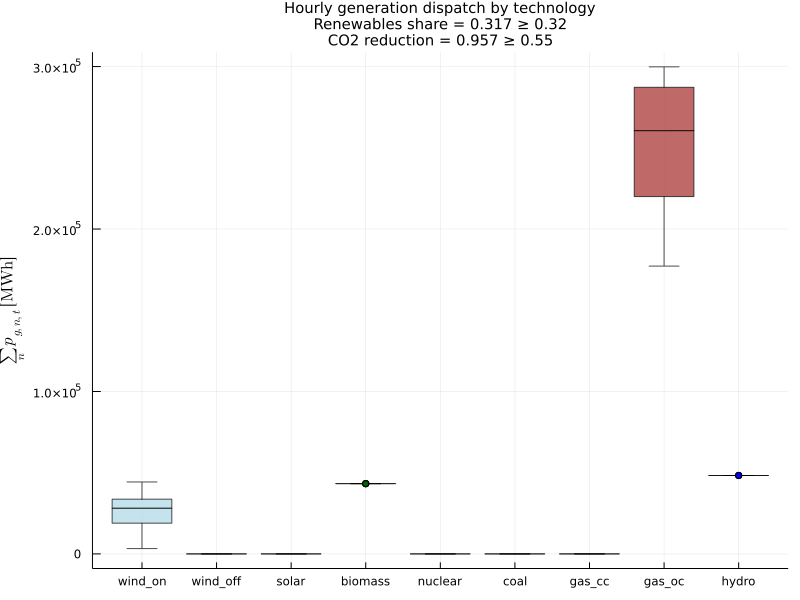 Hourly generation dispatch by technology
Renewables share = 0.317 ≥ 0.32
CO2 reduction = 0.957 ≥ 0.55
3.0×10⁵
2.0×10⁵
1.0×10⁵
0
∑ₙ p_{g,n,t} [MWh]
wind_on wind_off solar biomass nuclear coal gas_cc gas_oc hydro